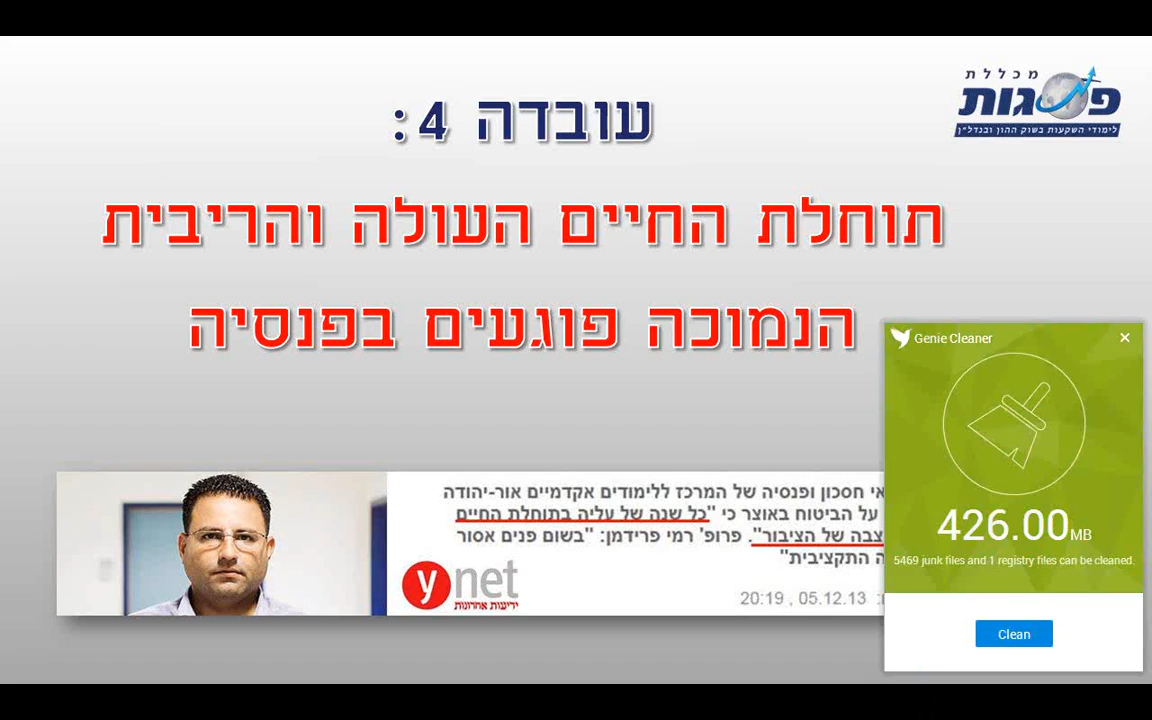 מכללת
פסגות
לימודי השקעות בשוק ההון ובנדל"ן
עובדה 4:
תוחלת החיים העולה והריבית
הנמוכה פוגעים בפנסיה
אי חסכון ופנסיה של המרכז ללימודים אקדמיים אור-יהודה
על הביטוח באוצר כי "כל שנה של עליה בתוחלת החיים
צבה של הציבור". פרופ' רמי פרידמן: "בשום פנים אסור
ה התקציבית"
20:19 , 05.12.13
ynet
ידיעות אחרונות
Genie Cleaner
426.00MB
5469 junk files and 1 registry files can be cleaned.
Clean